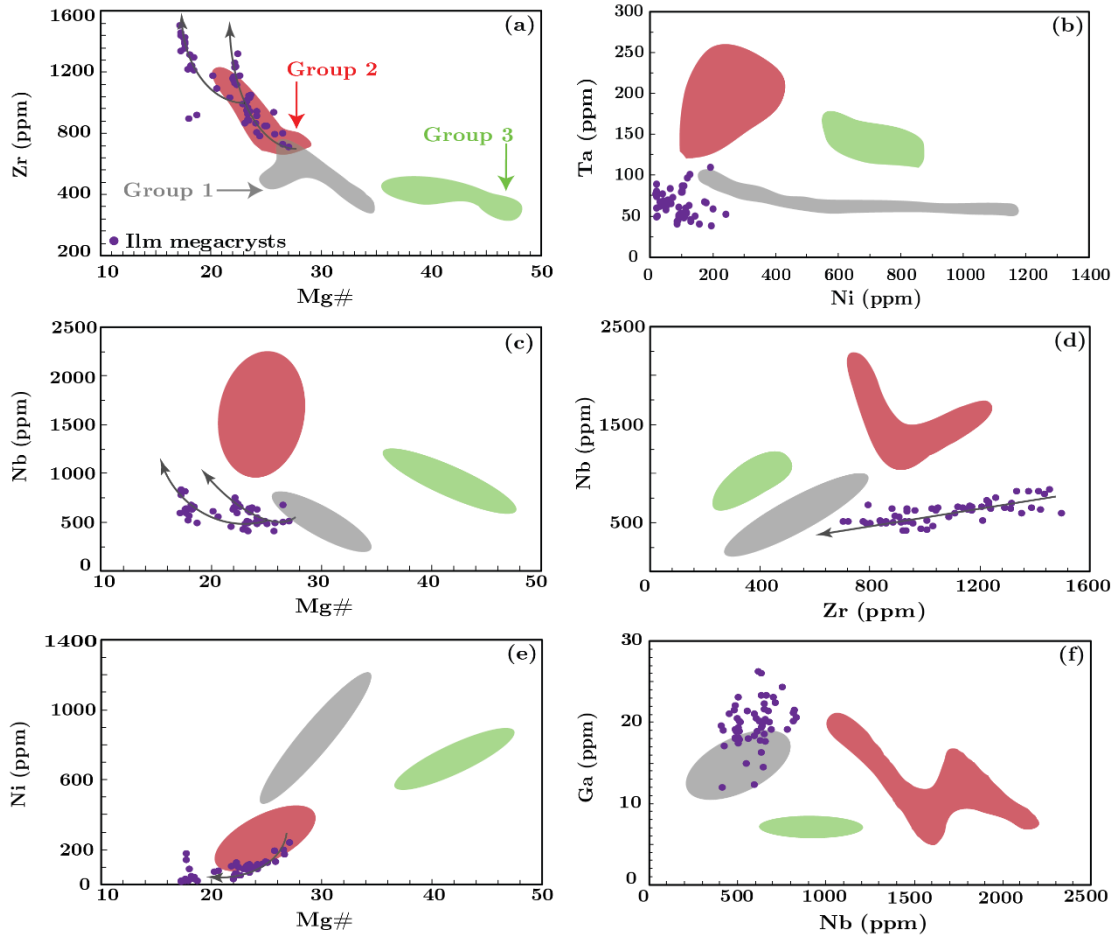 (a)
Zr (ppm)
1600
1200
800
400
200
Group 2
Group 3
Group 1
Ilm megacrysts
10 20 30 40 50
Mg#
(b)
Ta (ppm)
300
250
200
150
100
50
0
0 200 400 600 800 1000 1200 1400
Ni (ppm)
(c)
Nb (ppm)
2500
2000
1500
1000
500
0
10 20 30 40 50
Mg#
(d)
Nb (ppm)
2500
1500
500
0 400 800 1200 1600
Zr (ppm)
(e)
Ni (ppm)
1400
1000
600
200
0
10 20 30 40 50
Mg#
(f)
Ga (ppm)
30
20
10
0
0 500 1000 1500 2000 2500
Nb (ppm)